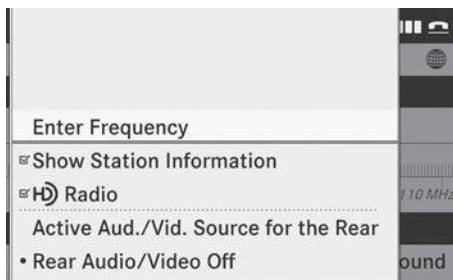 Enter Frequency
Show Station Information
HD Radio
110 MHz
Active Aud./Vid. Source for the Rear
• Rear Audio/Video Off
ound